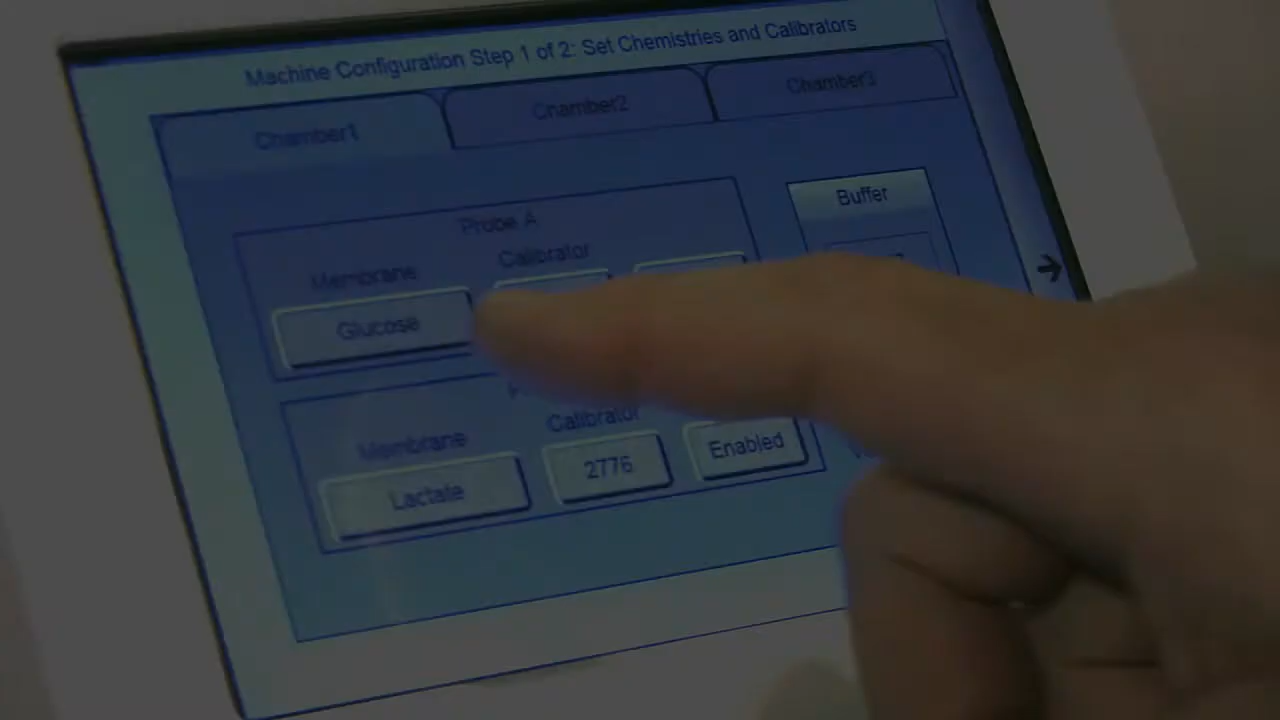 Machine Configuration Step 1 of 2: Set Chemistries and Calibrators
Chamber1 Chamber2 Chamber3
Probe A
Membrane Calibrator
Glucose
Buffer
Membrane Calibrator
Lactate 2776 Enabled